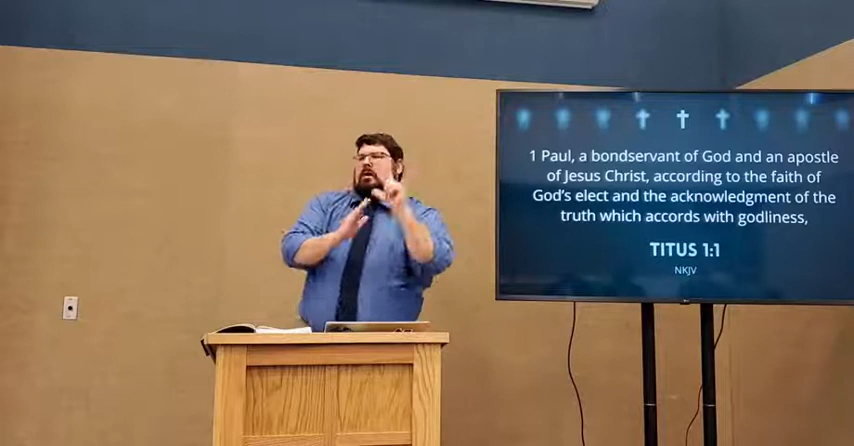 1 Paul, a bondservant of God and an apostle
of Jesus Christ, according to the faith of
God's elect and the acknowledgment of the
truth which accords with godliness,
TITUS 1:1
NKJV